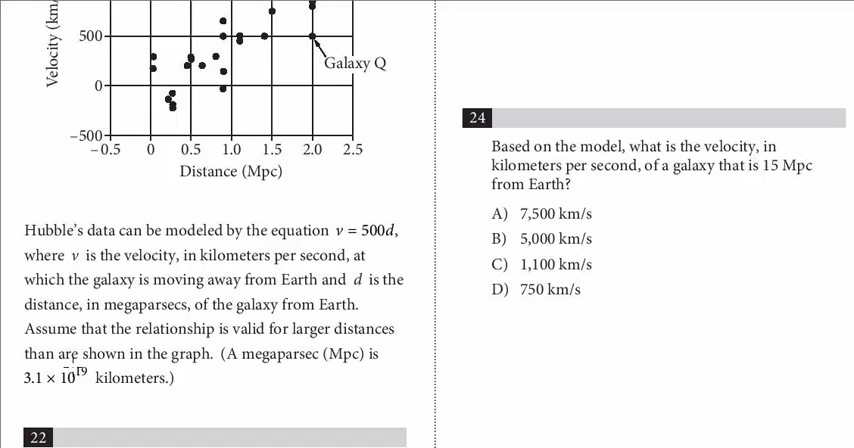 Velocity (km/
500
0
−500
−0.5 0 0.5 1.0 1.5 2.0 2.5
Distance (Mpc)
Galaxy Q
Hubble’s data can be modeled by the equation v = 500d,
where v is the velocity, in kilometers per second, at
which the galaxy is moving away from Earth and d is the
distance, in megaparsecs, of the galaxy from Earth.
Assume that the relationship is valid for larger distances
than are shown in the graph. (A megaparsec (Mpc) is
3.1 × 10¹⁹ kilometers.)
22
24
Based on the model, what is the velocity, in
kilometers per second, of a galaxy that is 15 Mpc
from Earth?
A) 7,500 km/s
B) 5,000 km/s
C) 1,100 km/s
D) 750 km/s